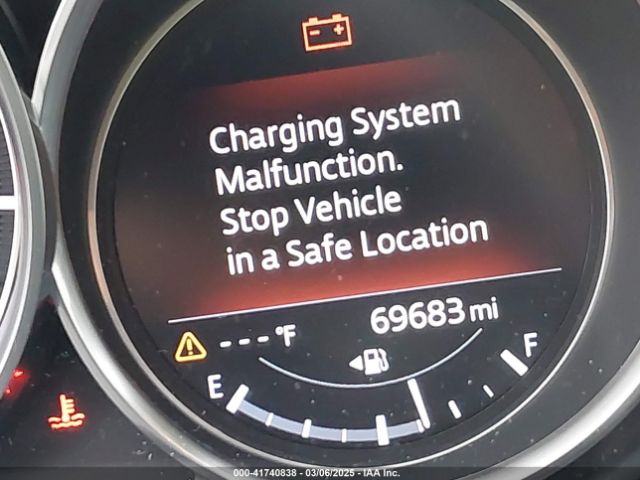 - +
Charging System
Malfunction.
Stop Vehicle
in a Safe Location
---°F
69683 mi
E
F
000-41740838 - 03/06/2025 - IAA Inc.